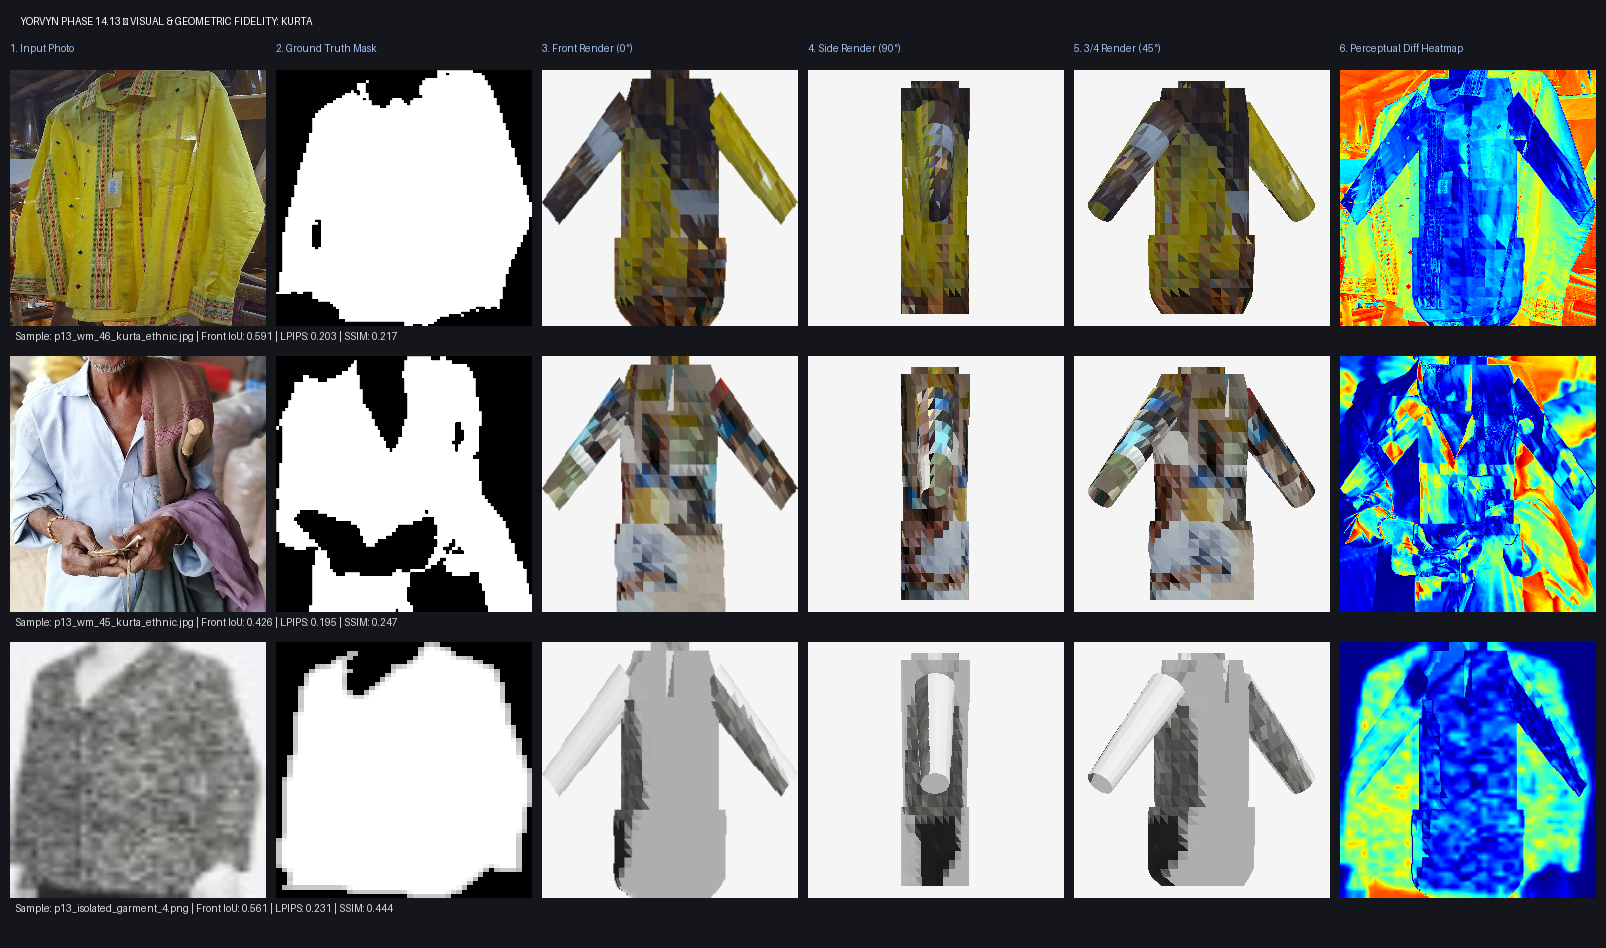 YORVYN PHASE 14.13 ▯ VISUAL & GEOMETRIC FIDELITY: KURTA
1. Input Photo
2. Ground Truth Mask
3. Front Render (0°)
4. Side Render (90°)
5. 3/4 Render (45°)
6. Perceptual Diff Heatmap
Sample: p13_wm_46_kurta_ethnic.jpg | Front IoU: 0.591 | LPIPS: 0.203 | SSIM: 0.217
Sample: p13_wm_45_kurta_ethnic.jpg | Front IoU: 0.426 | LPIPS: 0.195 | SSIM: 0.247
Sample: p13_isolated_garment_4.png | Front IoU: 0.561 | LPIPS: 0.231 | SSIM: 0.444